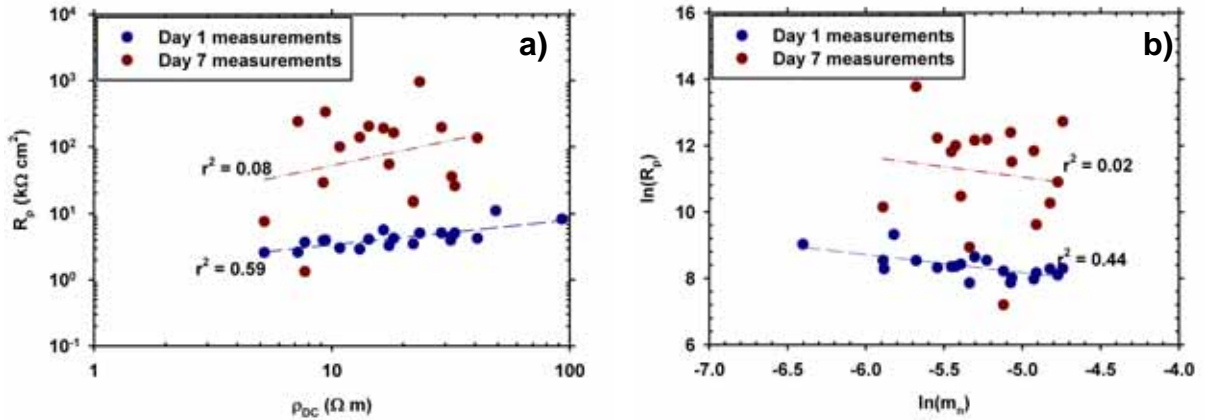 a)
Day 1 measurements
Day 7 measurements
10⁴
10³
10²
10¹
10⁰
10⁻¹
Rₚ (kΩ cm²)
r² = 0.08
r² = 0.59
1
10
100
ρDC (Ω m)
b)
Day 1 measurements
Day 7 measurements
16
14
12
10
8
6
ln(Rₚ)
r² = 0.02
r² = 0.44
-7.0
-6.5
-6.0
-5.5
-5.0
-4.5
-4.0
ln(mₙ)